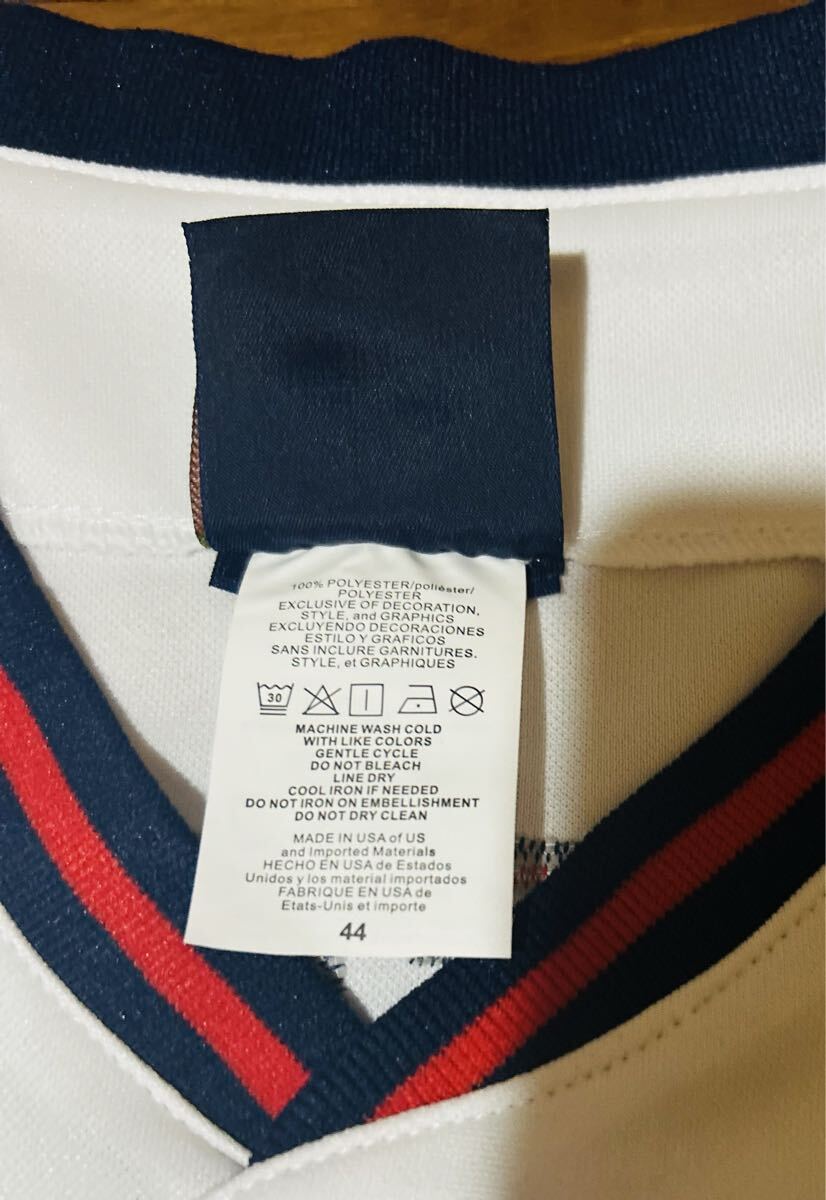 100% POLYESTER/poliéster/
POLYESTER
EXCLUSIVE OF DECORATION,
STYLE, and GRAPHICS
EXCLUYENDO DECORACIONES
ESTILO Y GRAFICOS
SANS INCLURE GARNITURES.
STYLE, et GRAPHIQUES
30
MACHINE WASH COLD
WITH LIKE COLORS
GENTLE CYCLE
DO NOT BLEACH
LINE DRY
COOL IRON IF NEEDED
DO NOT IRON ON EMBELLISHMENT
DO NOT DRY CLEAN
MADE IN USA of US
and Imported Materials
HECHO EN USA de Estados
Unidos y los material importados
FABRIQUE EN USA de
Etats-Unis et importe
44